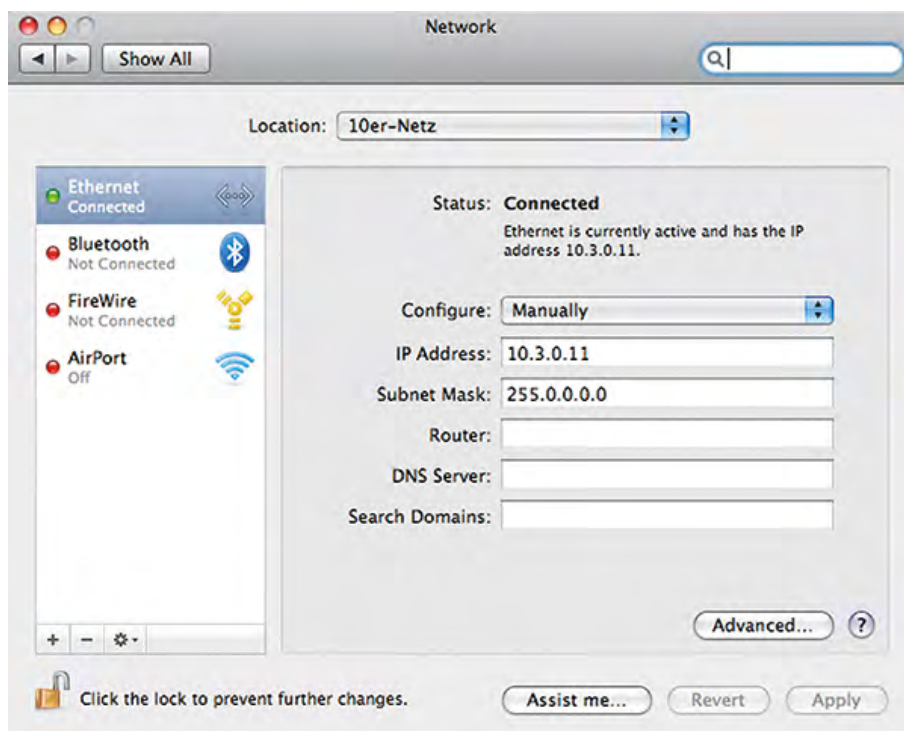 Network
Show All
Location: 10er-Netz
Ethernet
Connected
Bluetooth
Not Connected
FireWire
Not Connected
AirPort
Off
Status: Connected
Ethernet is currently active and has the IP
address 10.3.0.11.
Configure: Manually
IP Address: 10.3.0.11
Subnet Mask: 255.0.0.0
Router:
DNS Server:
Search Domains:
Advanced... ?
Click the lock to prevent further changes.
Assist me... Revert Apply